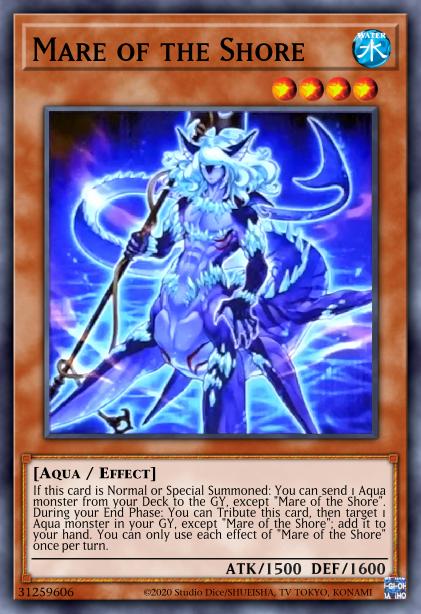 Mare of the Shore
WATER
水
[Aqua / Effect]
If this card is Normal or Special Summoned: You can send 1 Aqua
monster from your Deck to the GY, except "Mare of the Shore".
During your End Phase: You can Tribute this card, then target 1
Aqua monster in your GY, except "Mare of the Shore"; add it to
your hand. You can only use each effect of "Mare of the Shore"
once per turn.
ATK/1500 DEF/1600
31259606
©2020 Studio Dice/SHUEISHA, TV TOKYO, KONAMI